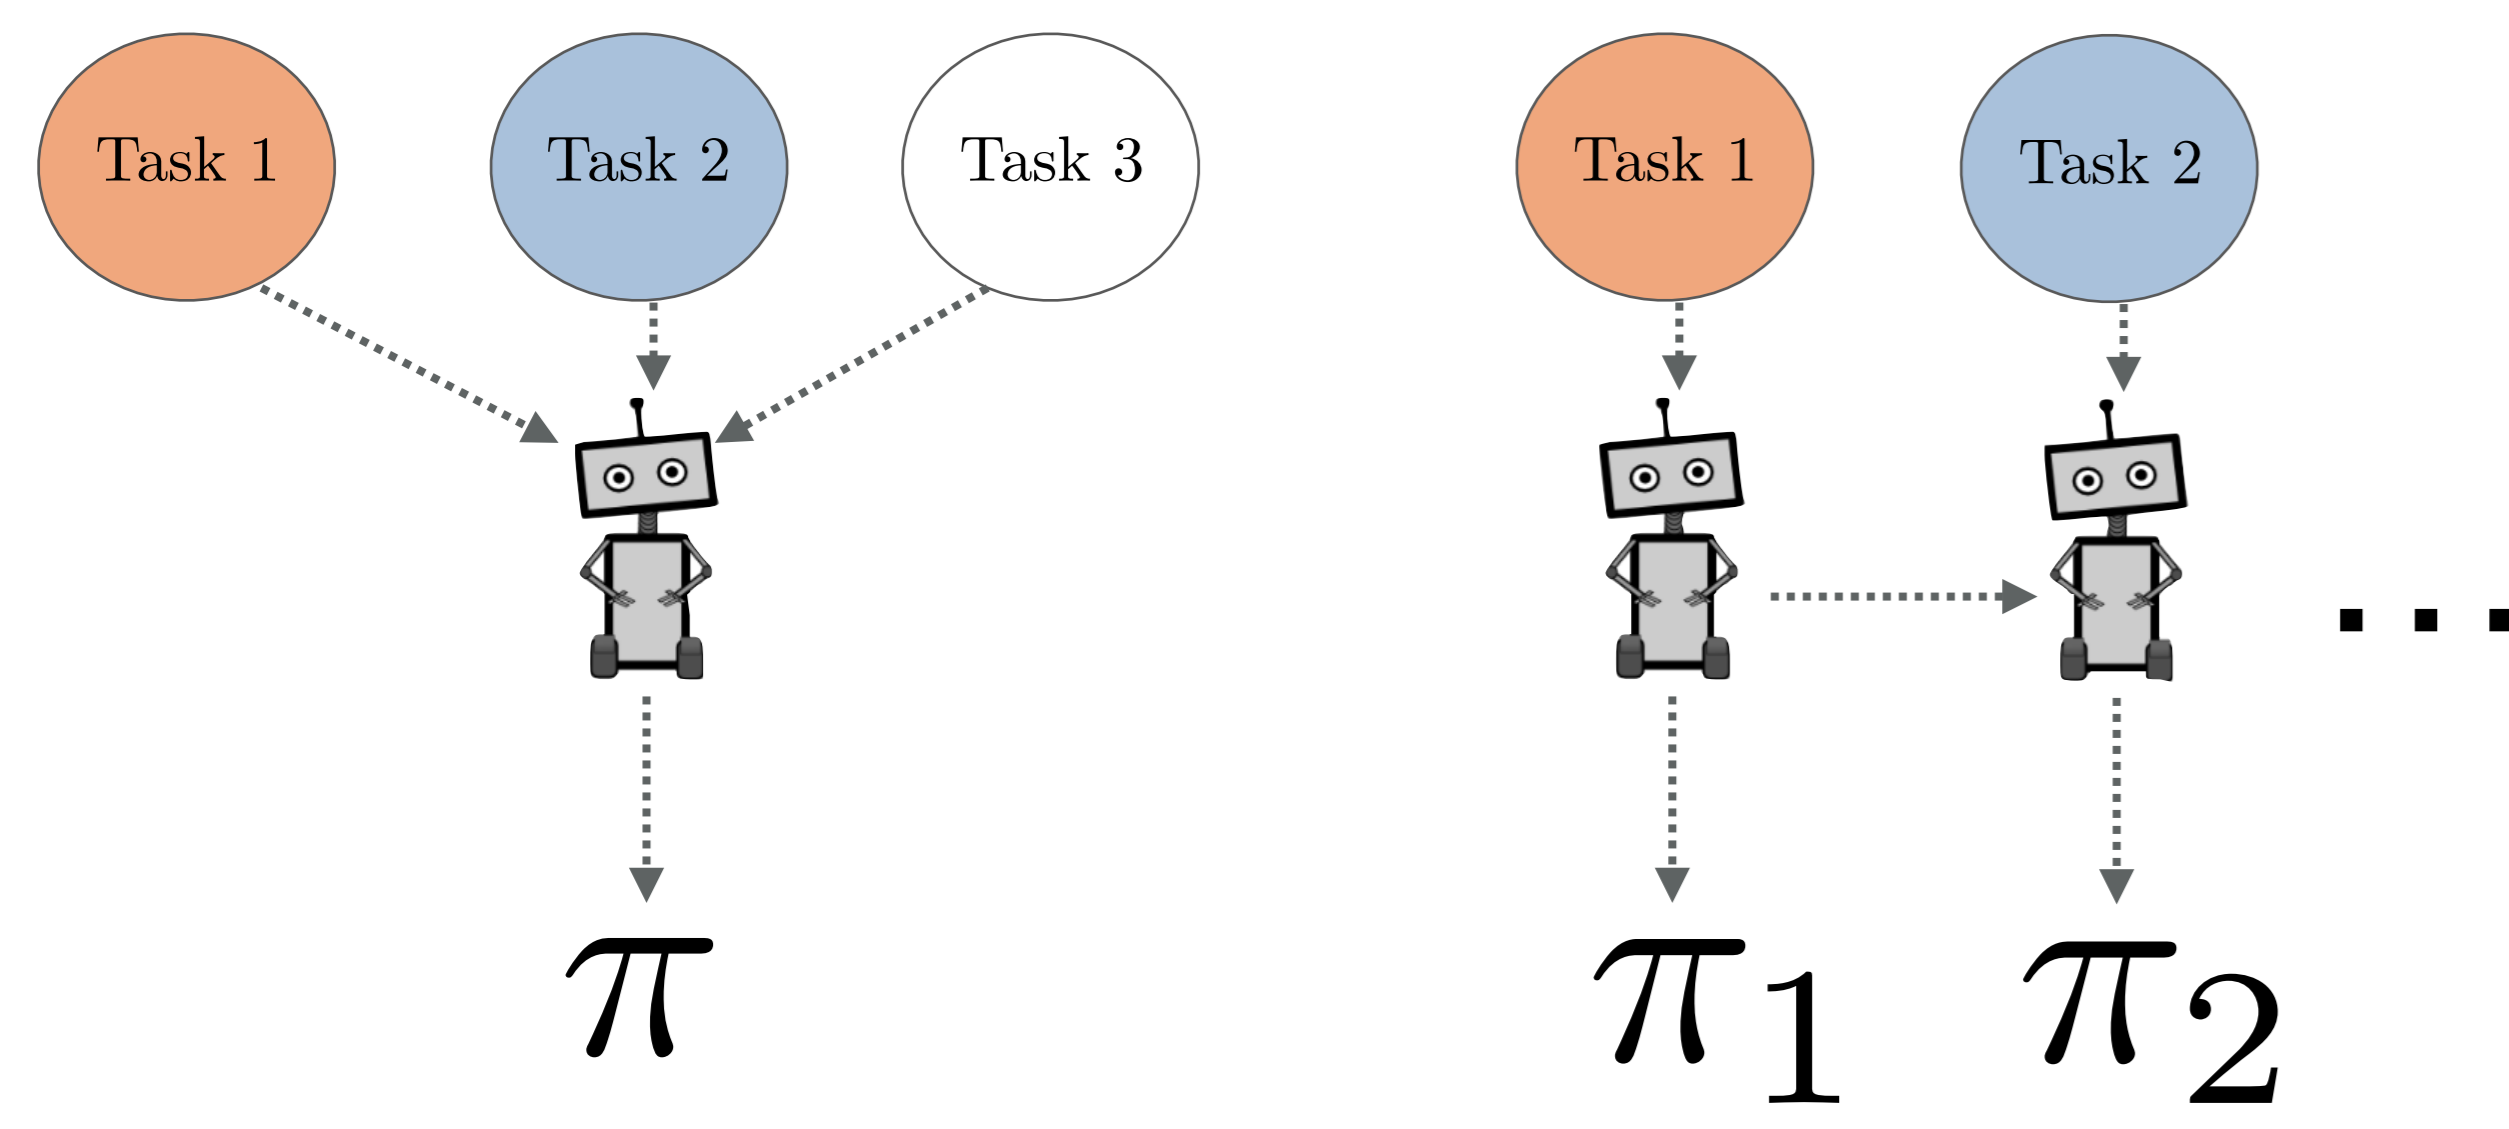 Task 1 Task 2 Task 3 Task 1 Task 2
...
π π₁ π₂